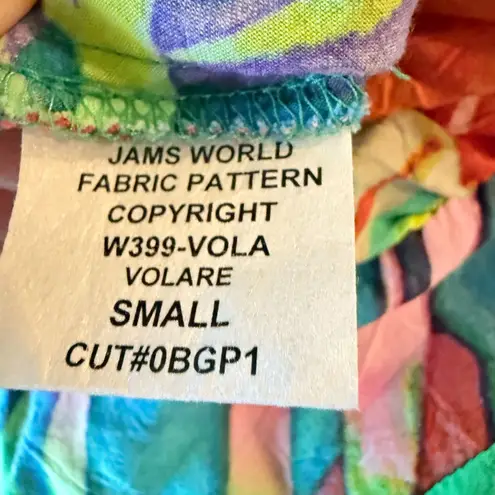 JAMS WORLD
FABRIC PATTERN
COPYRIGHT
W399-VOLA
VOLARE
SMALL
CUT#0BGP1